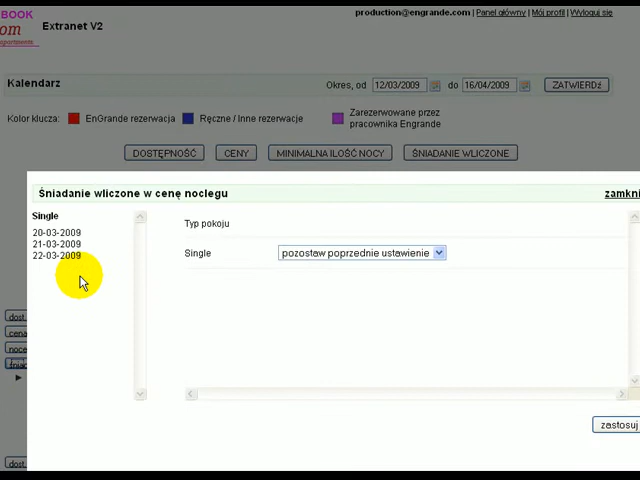 BOOK
om
apartments
Extranet V2
production@engrande.com | Panel główny | Mój profil | Wyloguj się
Kalendarz
Okres, od 12/03/2009 do 16/04/2009 ZATWIERDŹ
Kolor klucza: EnGrande rezerwacja Ręczne / Inne rezerwacje Zarezerwowane przez pracownika Engrande
DOSTĘPNOŚĆ CENY MINIMALNA ILOŚĆ NOCY ŚNIADANIE WLICZONE
Śniadanie wliczone w cenę noclegu zamkni
Single
20-03-2009
21-03-2009
22-03-2009
Typ pokoju
Single pozostaw poprzednie ustawienie
dost.
cena
noce
śniad
zastosuj
dost.